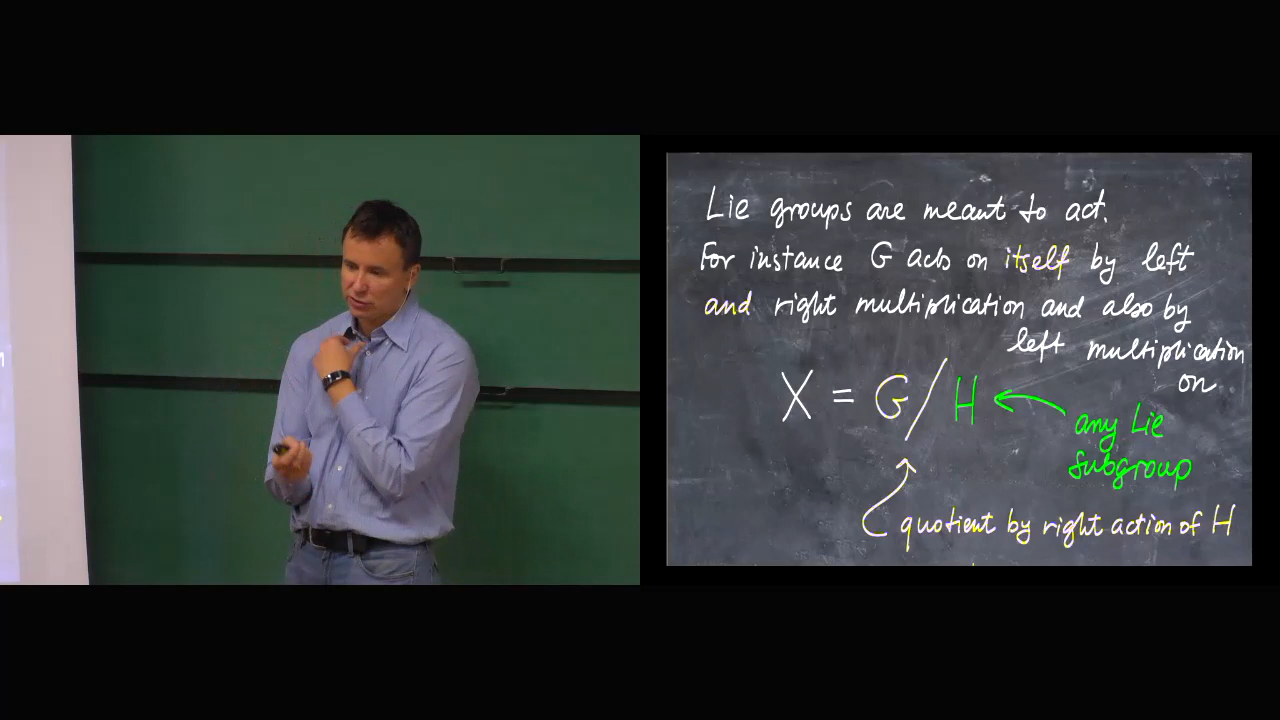 Lie groups are meant to act.
For instance G acts on itself by left
and right multiplication and also by
left multiplication
on
X = G / H
any Lie
subgroup
quotient by right action of H